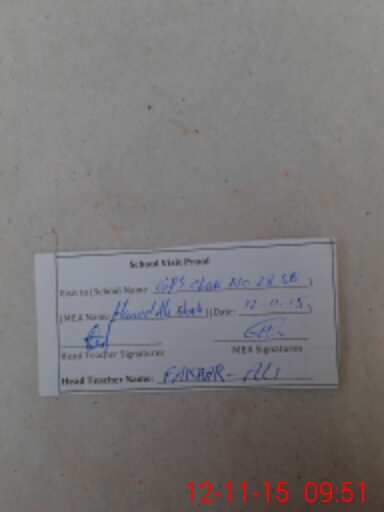 School Visit Proof
Visit to (School Name: GPS Chak No 28 SB )
(MEA Name: Shah ) (Date: 12-11-15 )
Head Teacher Signatures MEA Signatures
Head Teacher Name: FAKHAR - ALI
12-11-15 09:51